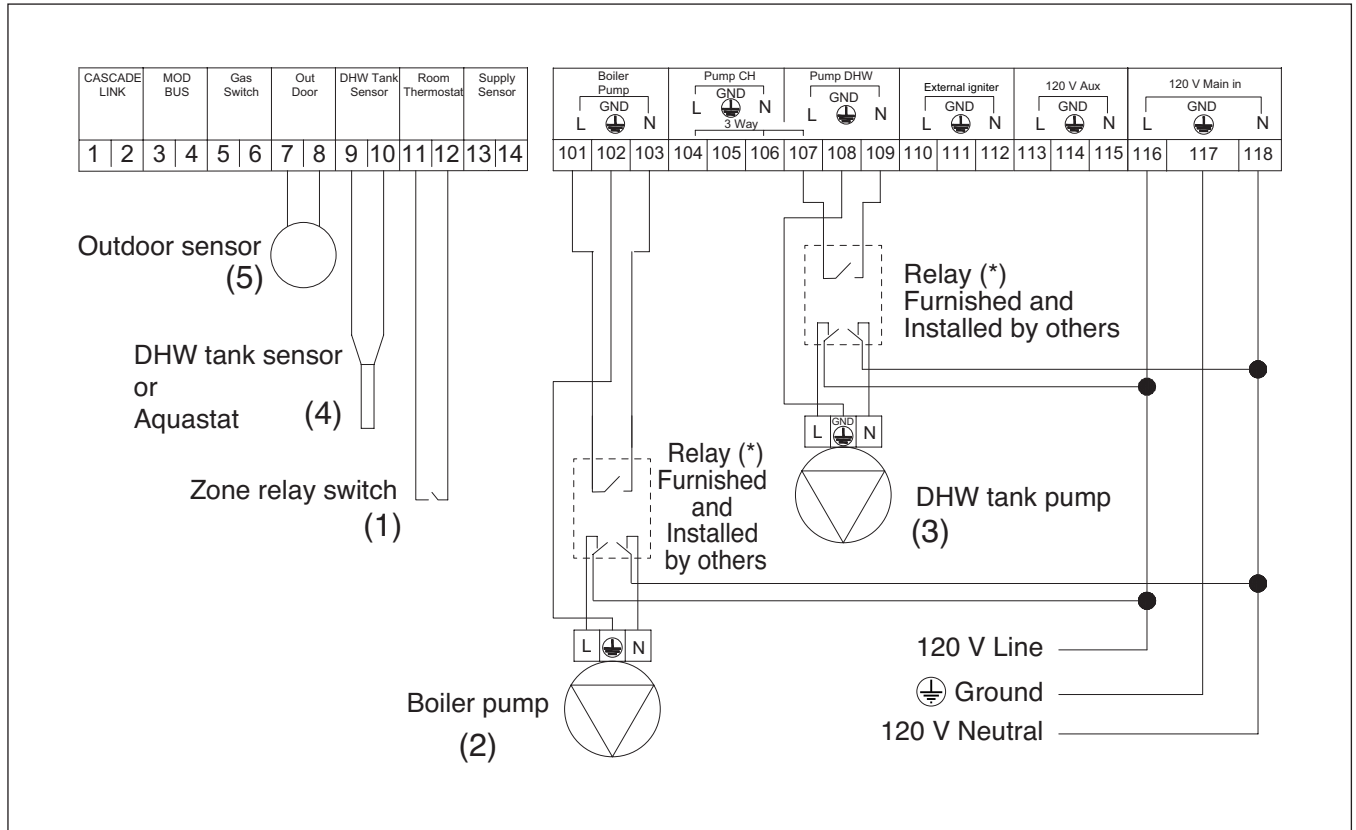 CASCADE LINK
MOD BUS
Gas Switch
Out Door
DHW Tank Sensor
Room Thermostat
Supply Sensor
1 2 3 4 5 6 7 8 9 10 11 12 13 14
Boiler Pump
GND
L N
Pump CH
GND
L N
3 Way
Pump DHW
GND
L N
External igniter
L N
120 V Aux
GND
L N
120 V Main in
GND
L N
101 102 103 104 105 106 107 108 109 110 111 112 113 114 115 116 117 118
Outdoor sensor
(5)
DHW tank sensor
or
Aquastat
(4)
Zone relay switch
(1)
Relay (*)
Furnished and
Installed by others
L GND N
DHW tank pump
(3)
Relay (*)
Furnished
and
Installed
by others
L N
Boiler pump
(2)
120 V Line
Ground
120 V Neutral